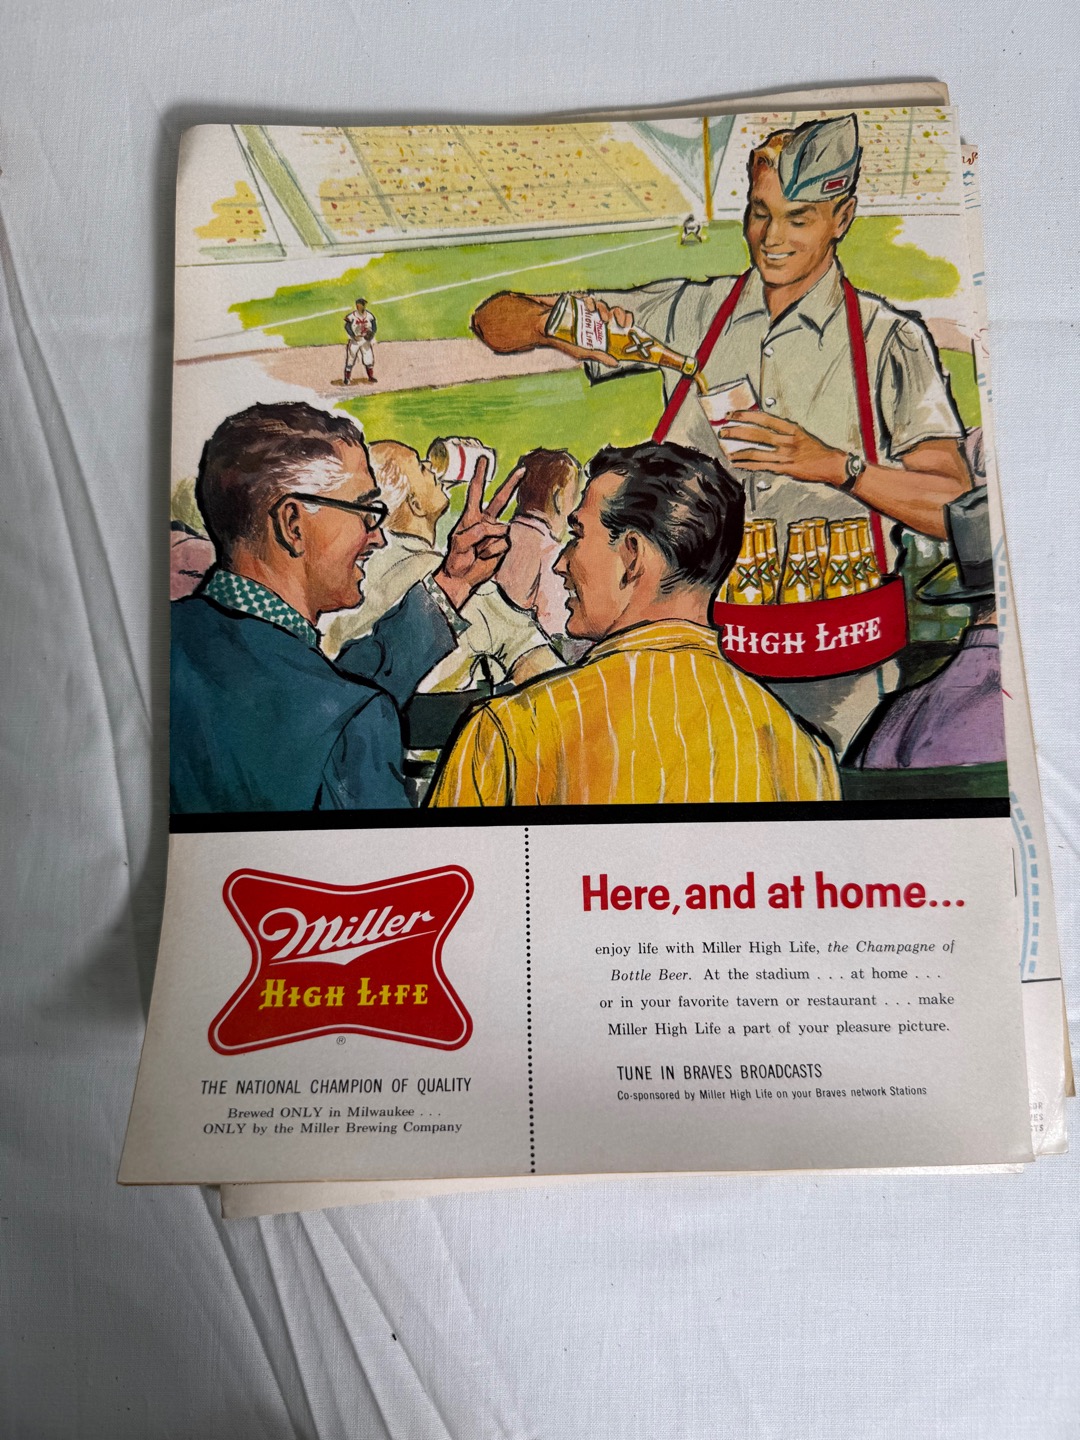 Miller
HIGH LIFE
HIGH LIFE
Miller
HIGH LIFE
®
THE NATIONAL CHAMPION OF QUALITY
Brewed ONLY in Milwaukee . . .
ONLY by the Miller Brewing Company
Here, and at home...
enjoy life with Miller High Life, the Champagne of
Bottle Beer. At the stadium . . . at home . . .
or in your favorite tavern or restaurant . . . make
Miller High Life a part of your pleasure picture.
TUNE IN BRAVES BROADCASTS
Co-sponsored by Miller High Life on your Braves network Stations